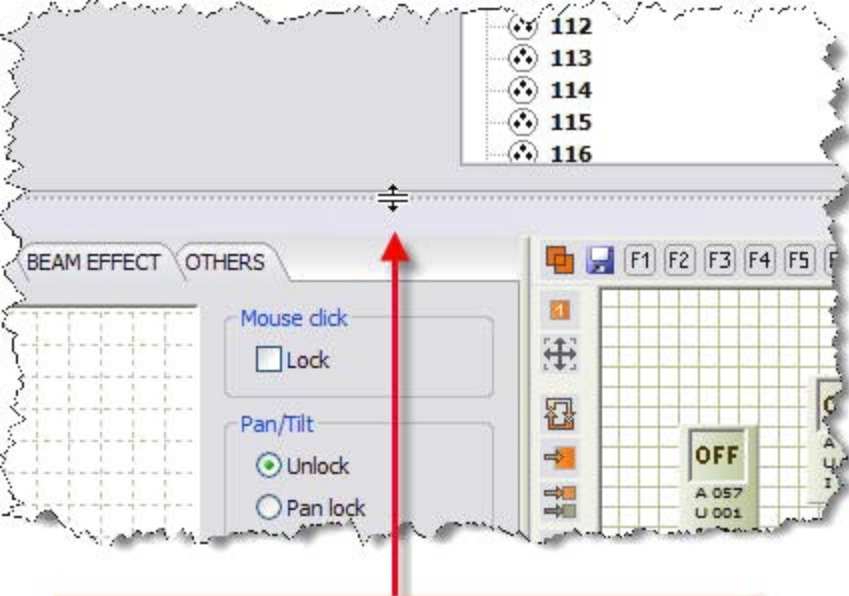 112
113
114
115
116
BEAM EFFECT OTHERS
F1 F2 F3 F4 F5
1
Mouse click
Lock
Pan/Tilt
Unlock
Pan lock
OFF
A 057
U 001